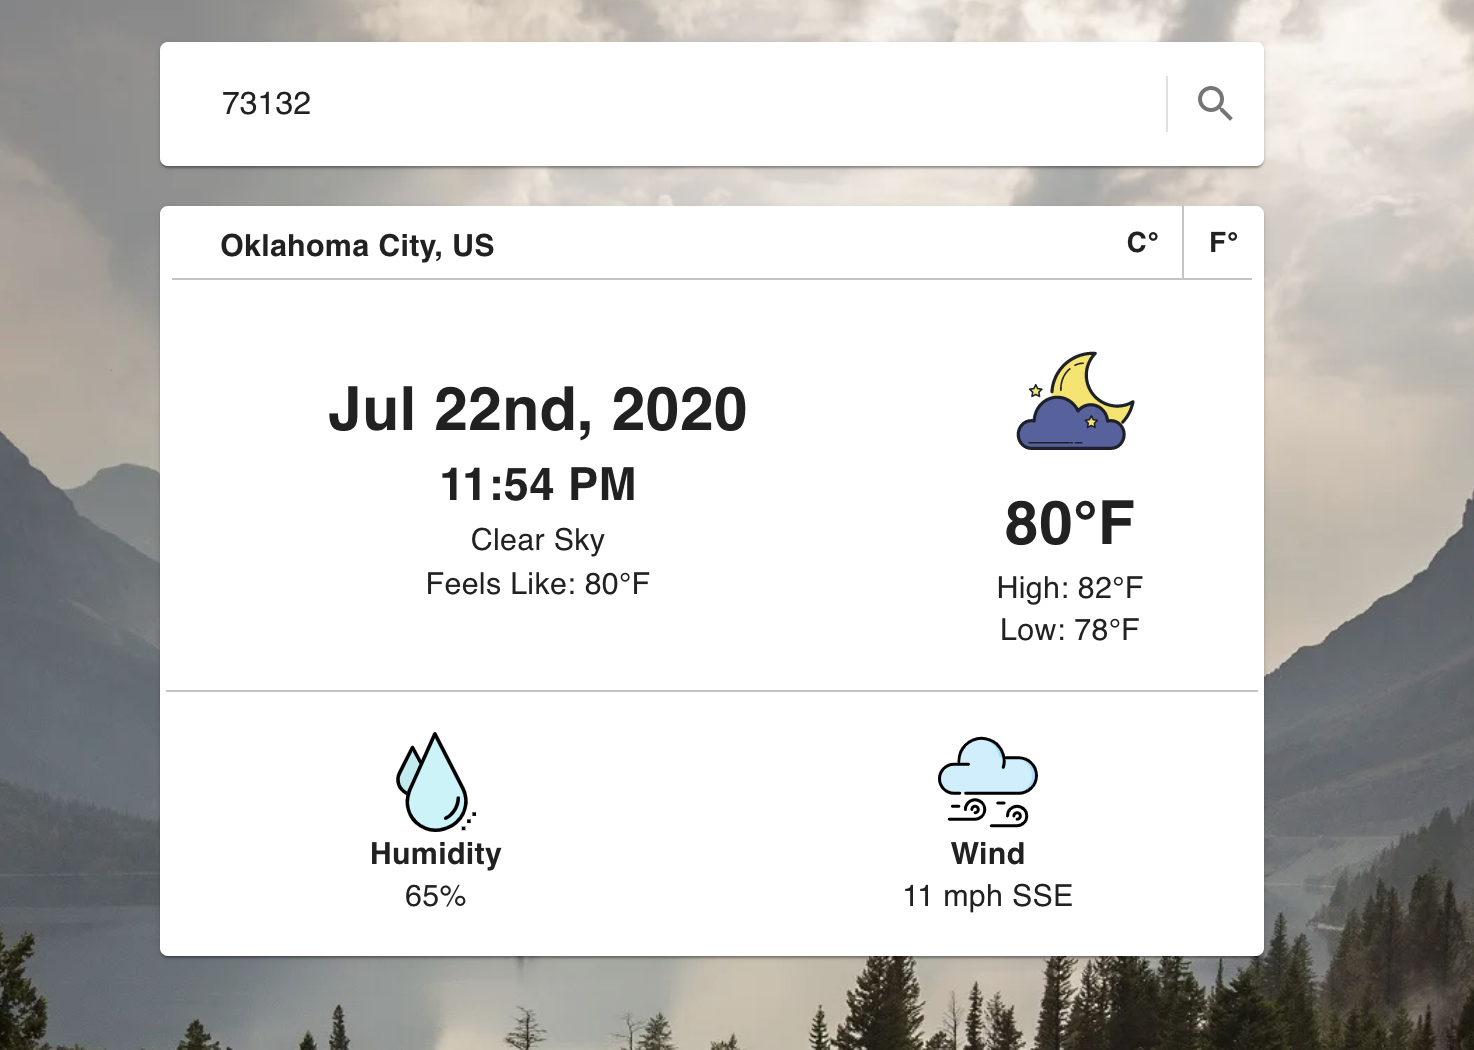 73132
Oklahoma City, US
C°
F°
Jul 22nd, 2020
11:54 PM
Clear Sky
Feels Like: 80°F
80°F
High: 82°F
Low: 78°F
Humidity
65%
Wind
11 mph SSE